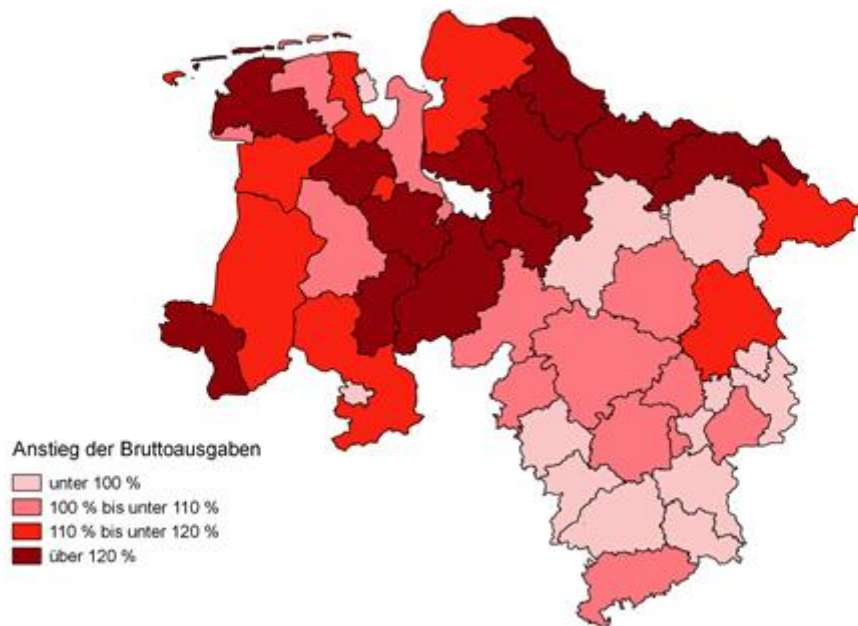 Anstieg der Bruttoausgaben
unter 100 %
100 % bis unter 110 %
110 % bis unter 120 %
über 120 %